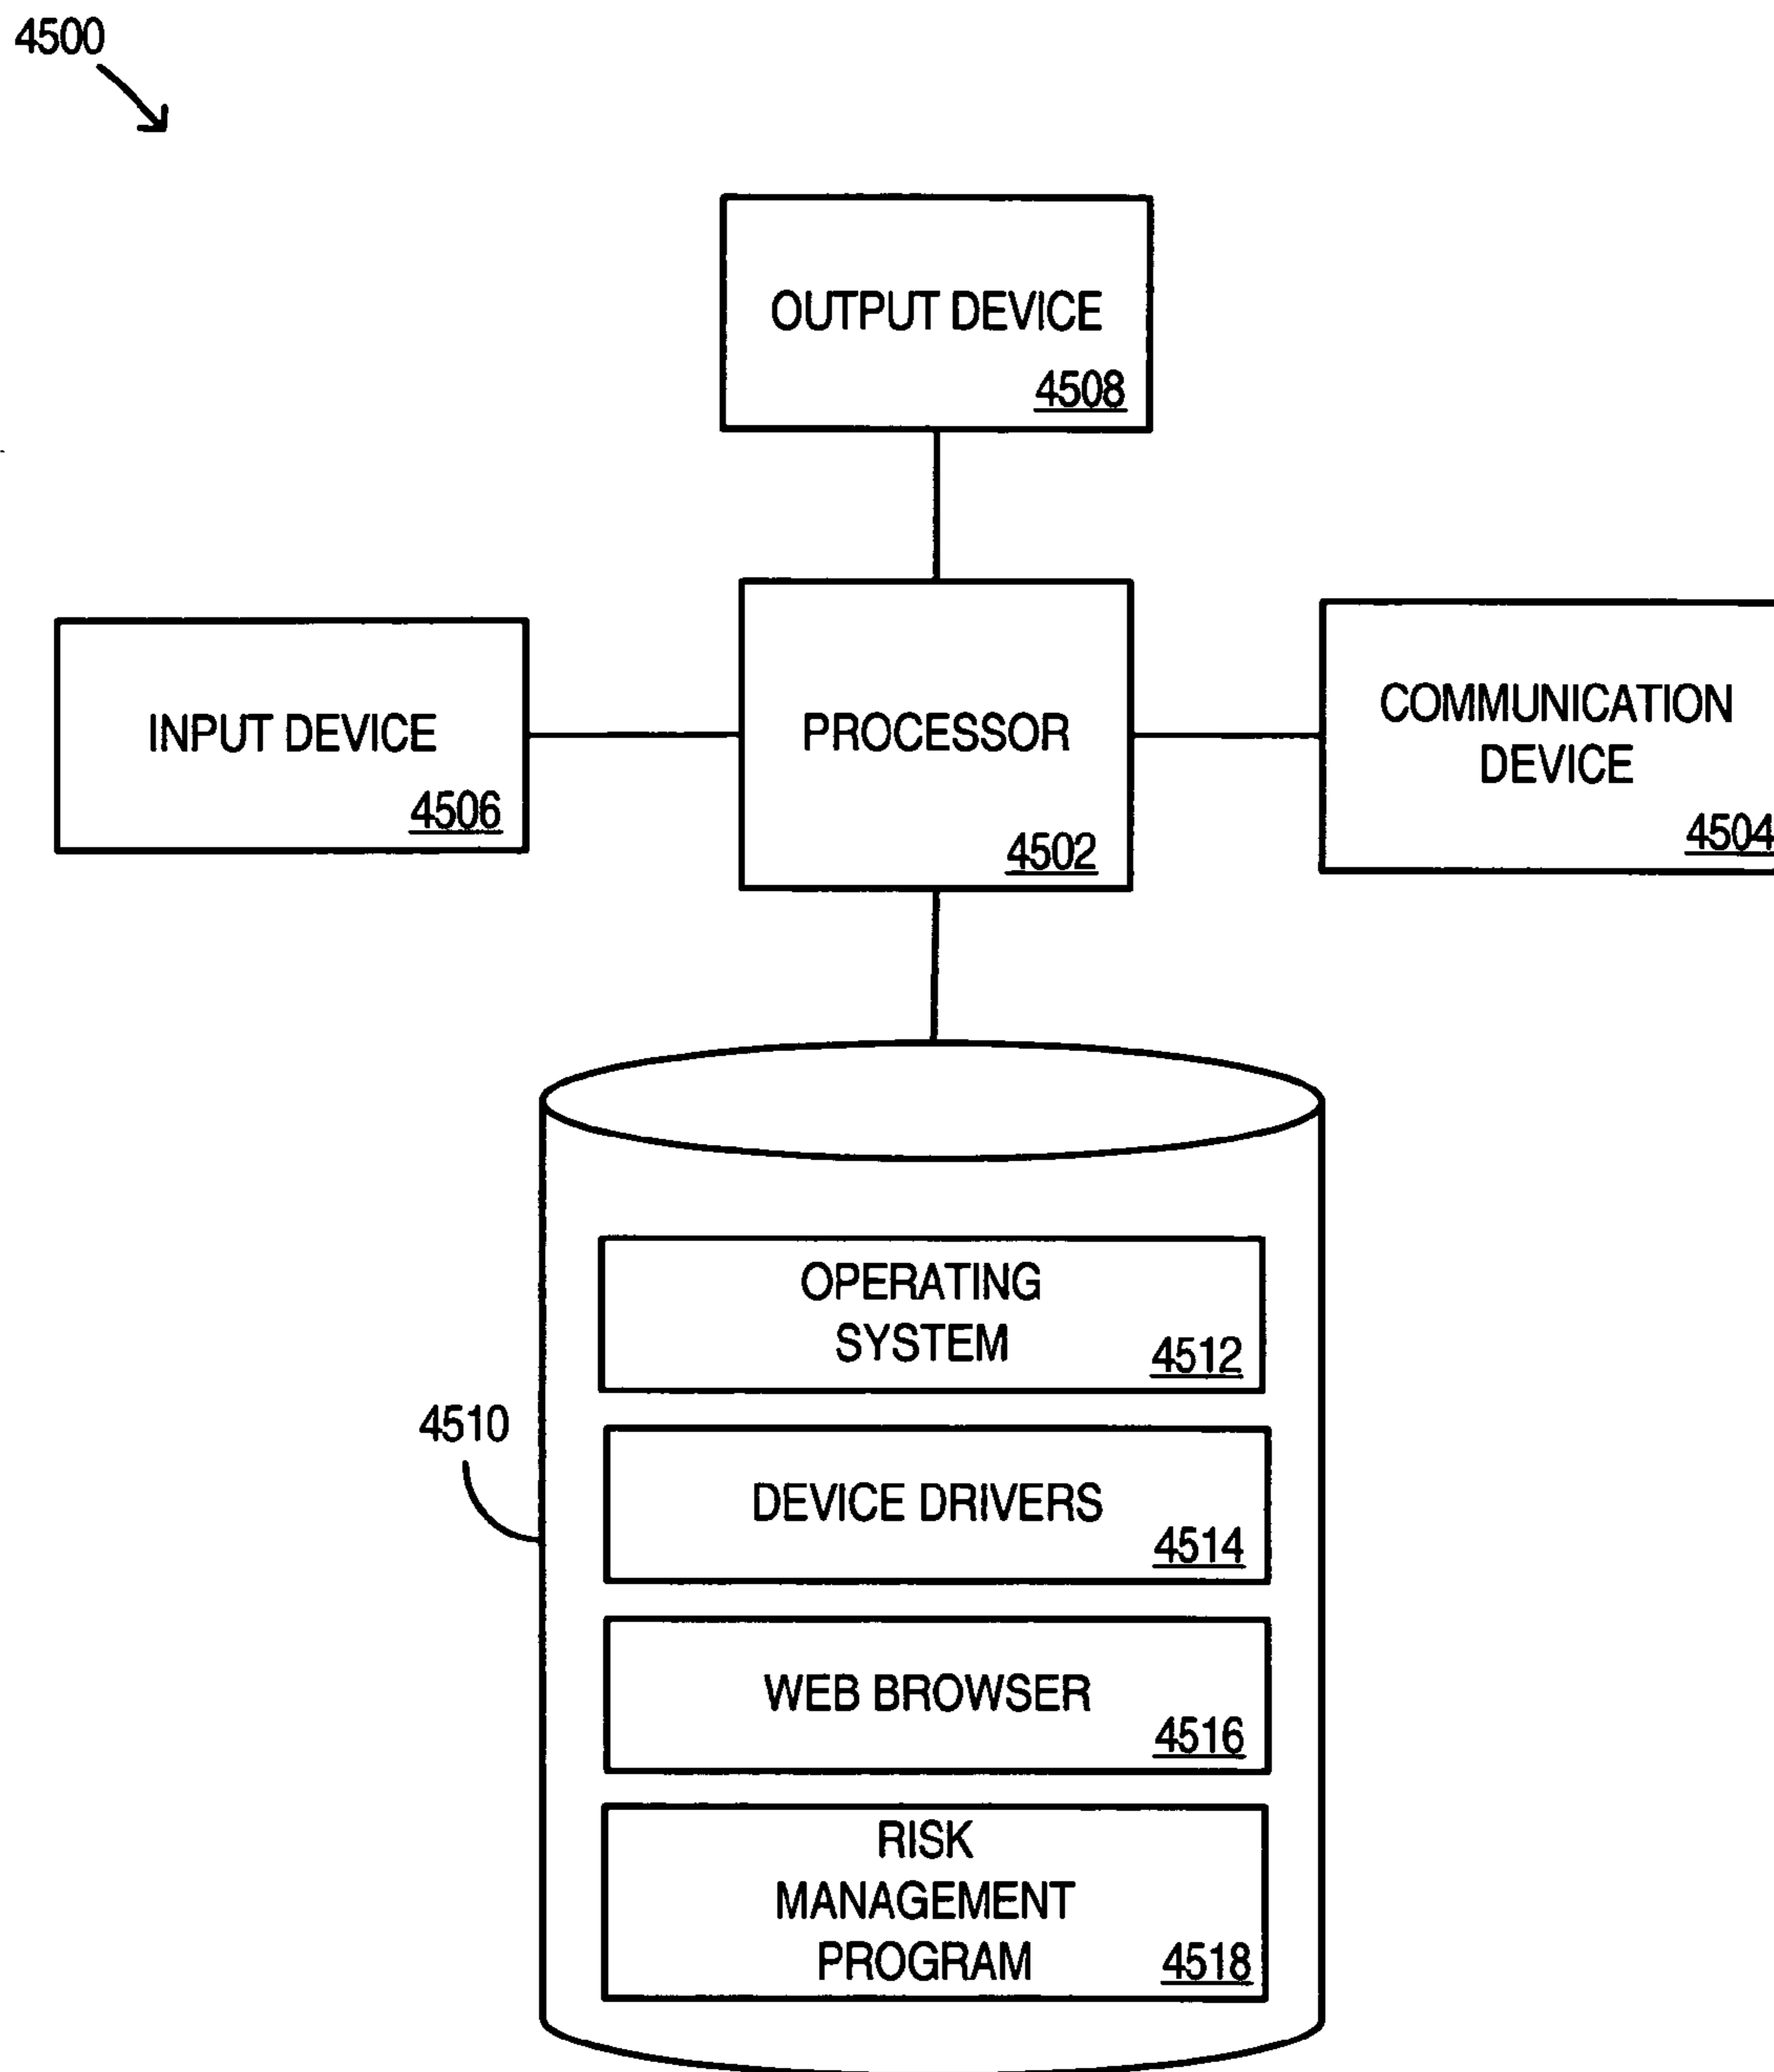 4500
OUTPUT DEVICE
4508
INPUT DEVICE
4506
PROCESSOR
4502
COMMUNICATION
DEVICE
4504
OPERATING
SYSTEM
4512
4510
DEVICE DRIVERS
4514
WEB BROWSER
4516
RISK
MANAGEMENT
PROGRAM
4518